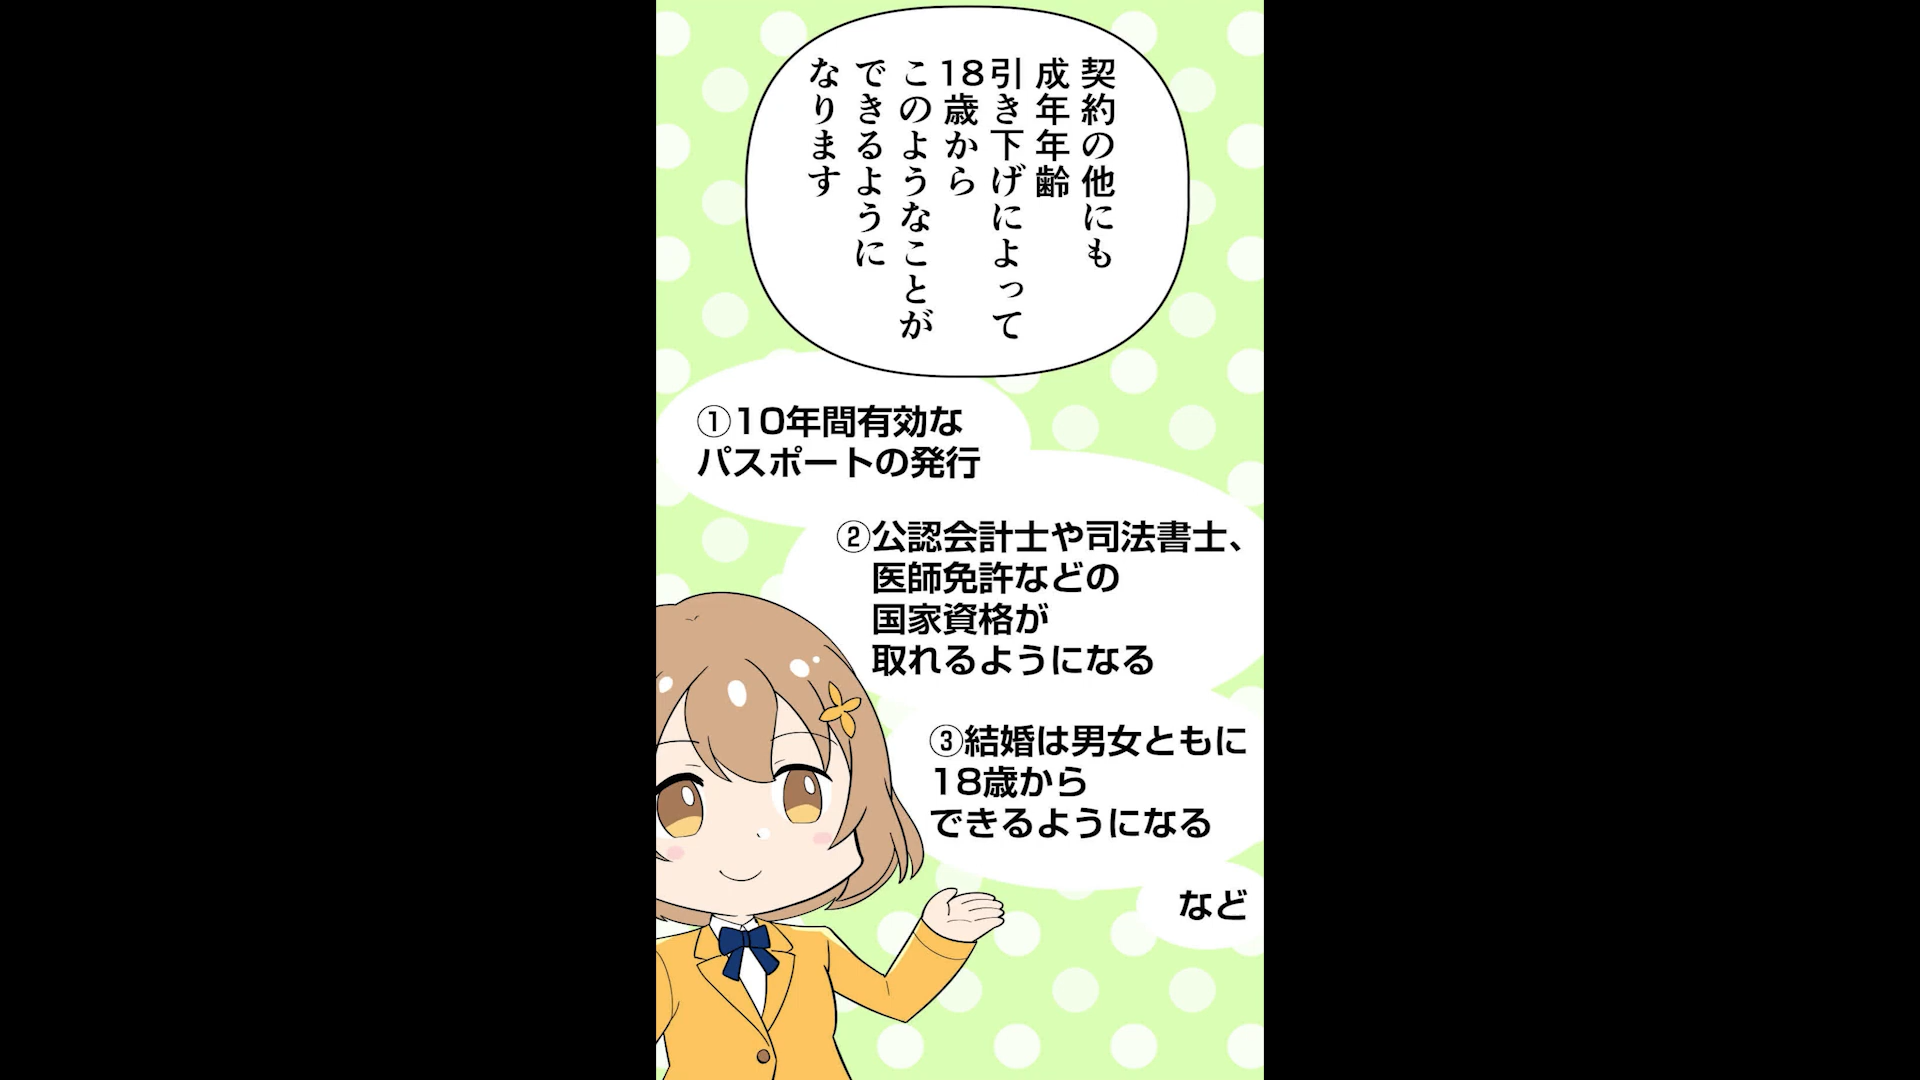 契約の他にも
成年年齢
引き下げによって
18歳から
このようなことが
できるように
なります
①10年間有効な
パスポートの発行
②公認会計士や司法書士、
医師免許などの
国家資格が
取れるようになる
③結婚は男女ともに
18歳から
できるようになる
など